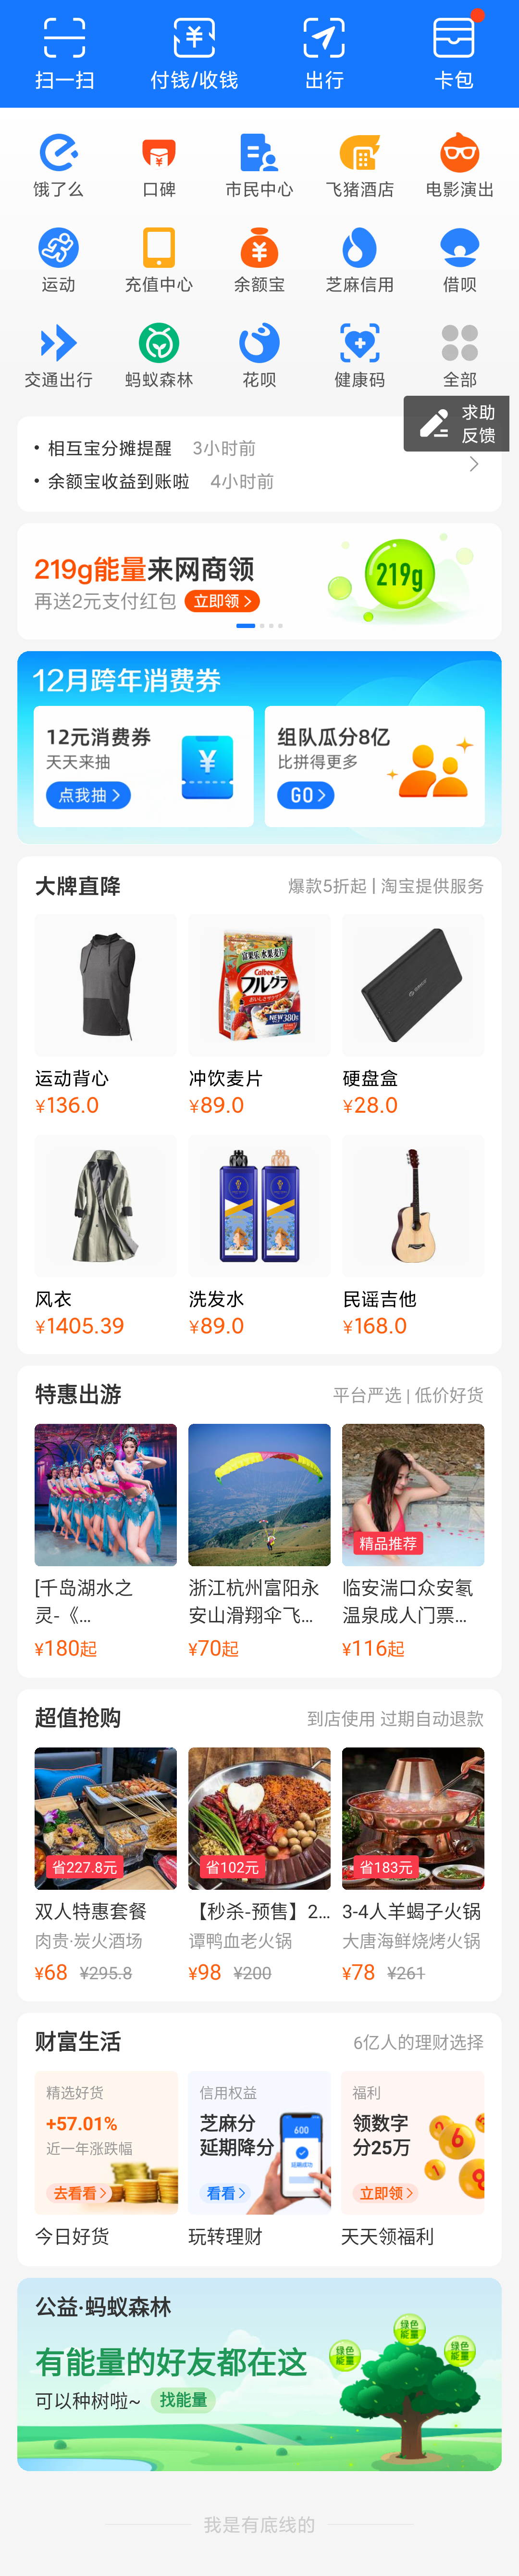 扫一扫 付钱/收钱 出行 卡包
饿了么 口碑 市民中心 飞猪酒店 电影演出
运动 充值中心 余额宝 芝麻信用 借呗
交通出行 蚂蚁森林 花呗 健康码 全部
求助
反馈
• 相互宝分摊提醒 3小时前
• 余额宝收益到账啦 4小时前
219g能量来网商领
再送2元支付红包 立即领
219g
12月跨年消费券
12元消费券
天天来抽
点我抽
组队瓜分8亿
比拼得更多
GO
大牌直降 爆款5折起 | 淘宝提供服务
富果乐 水果麦片
Calbee
フルグラ
NEW 380g
运动背心 冲饮麦片 硬盘盒
¥136.0 ¥89.0 ¥28.0
风衣 洗发水 民谣吉他
¥1405.39 ¥89.0 ¥168.0
特惠出游 平台严选 | 低价好货
精品推荐
[千岛湖水之
灵-《...
¥180起
浙江杭州富阳永
安山滑翔伞飞...
¥70起
临安湍口众安氡
温泉成人门票...
¥116起
超值抢购 到店使用 过期自动退款
省227.8元 省102元 省183元
双人特惠套餐 【秒杀-预售】2... 3-4人羊蝎子火锅
肉贵·炭火酒场 谭鸭血老火锅 大唐海鲜烧烤火锅
¥68 ¥295.8 ¥98 ¥200 ¥78 ¥261
财富生活 6亿人的理财选择
精选好货
+57.01%
近一年涨跌幅
去看看
今日好货
信用权益
芝麻分
延期降分
看看
600
玩转理财
福利
领数字
分25万
立即领
6
1
8
天天领福利
公益·蚂蚁森林
有能量的好友都在这
可以种树啦~ 找能量
绿色
能量
绿色
能量
绿色
能量
我是有底线的